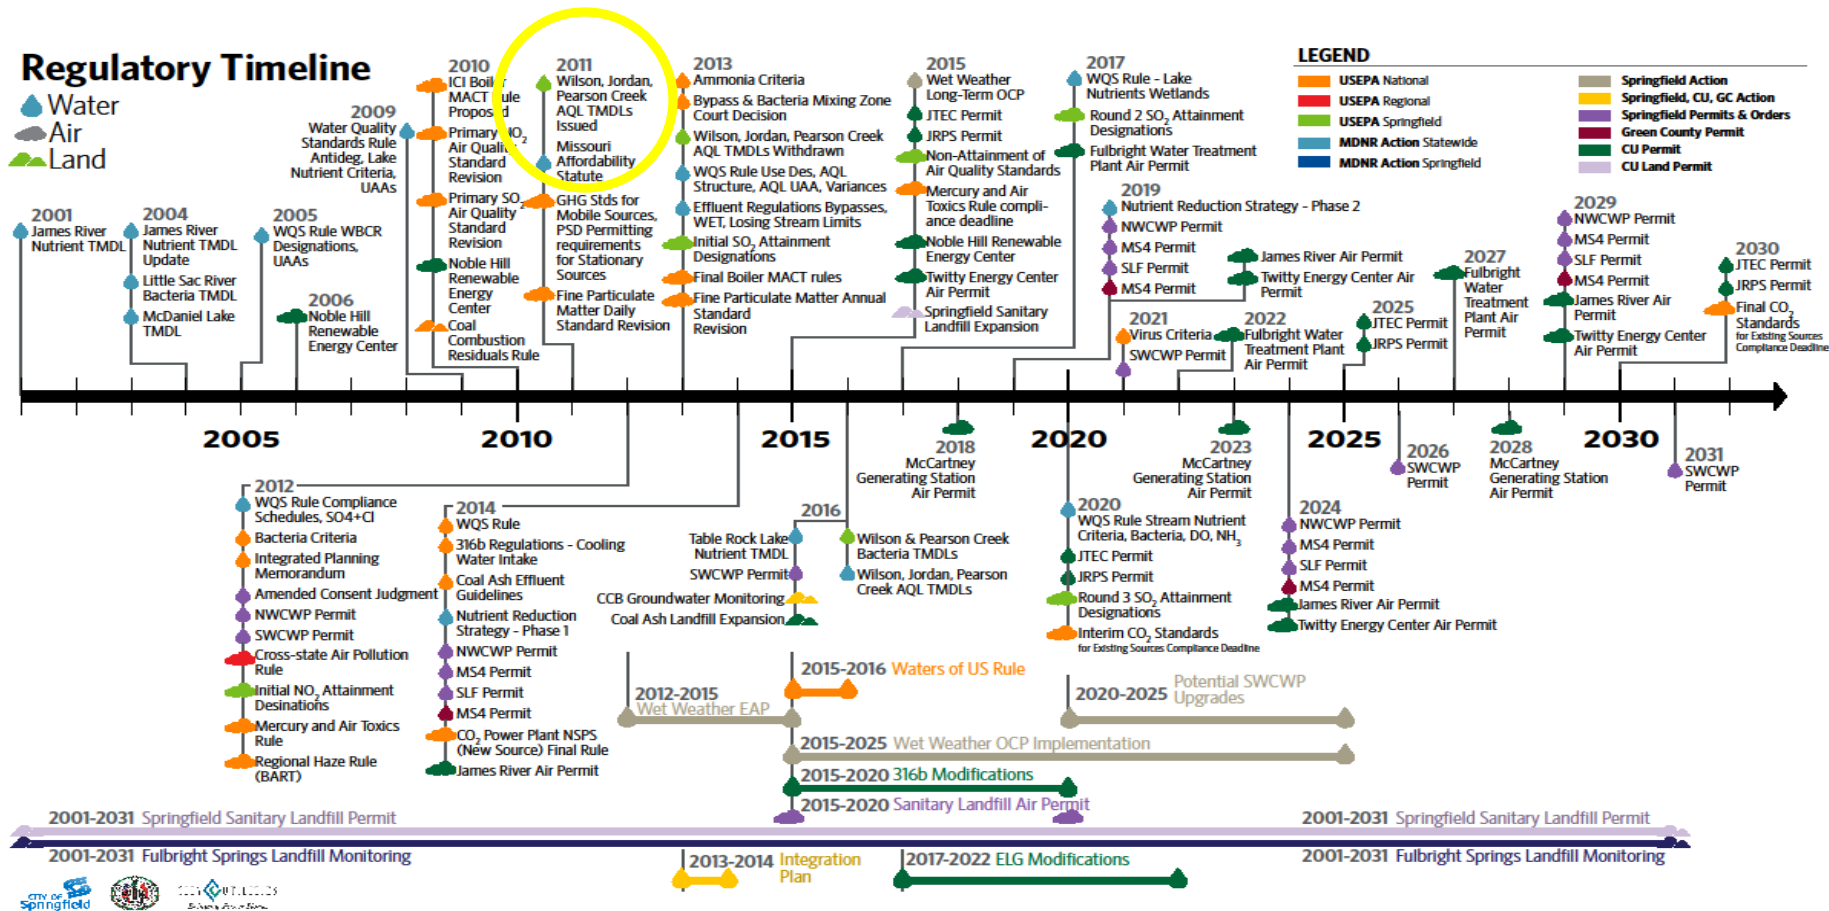 Regulatory Timeline
Water
Air
Land
LEGEND
USEPA National
USEPA Regional
USEPA Springfield
MDNR Action Statewide
MDNR Action Springfield
Springfield Action
Springfield, CU, GC Action
Springfield Permits & Orders
Green County Permit
CU Permit
CU Land Permit
2001
James River
Nutrient TMDL
2004
James River
Nutrient TMDL
Update
Little Sac River
Bacteria TMDL
McDaniel Lake
TMDL
2005
WQS Rule WBCR
Designations,
UAAs
2006
Noble Hill
Renewable
Energy Center
2009
Water Quality
Standards Rule
Antideg, Lake
Nutrient Criteria,
UAAs
2010
ICI Boiler
MACT Rule
Proposed
Primary NO2
Air Quality
Standard
Revision
Primary SO2
Air Quality
Standard
Revision
Noble Hill
Renewable
Energy
Center
Coal
Combustion
Residuals Rule
2011
Wilson, Jordan,
Pearson Creek
AQL TMDLs
Issued
Missouri
Affordability
Statute
GHG Stds for
Mobile Sources,
PSD Permitting
requirements
for Stationary
Sources
Fine Particulate
Matter Daily
Standard Revision
2013
Ammonia Criteria
Bypass & Bacteria Mixing Zone
Court Decision
Wilson, Jordan, Pearson Creek
AQL TMDLs Withdrawn
WQS Rule Use Des, AQL
Structure, AQL UAA, Variances
Effluent Regulations Bypasses,
WET, Losing Stream Limits
Initial SO2 Attainment
Designations
Final Boiler MACT rules
Fine Particulate Matter Annual
Standard
Revision
2015
Wet Weather
Long-Term OCP
JTEC Permit
JRPS Permit
Non-Attainment of
Air Quality Standards
Mercury and Air
Toxics Rule compli-
ance deadline
Noble Hill Renewable
Energy Center
Twitty Energy Center
Air Permit
Springfield Sanitary
Landfill Expansion
2017
WQS Rule - Lake
Nutrients Wetlands
Round 2 SO2 Attainment
Designations
Fulbright Water Treatment
Plant Air Permit
2019
Nutrient Reduction Strategy - Phase 2
NWCWP Permit
MS4 Permit
SLF Permit
MS4 Permit
James River Air Permit
Twitty Energy Center Air
Permit
2021
Virus Criteria
SWCWP Permit
2022
Fulbright Water
Treatment Plant
Air Permit
2025
JTEC Permit
JRPS Permit
2027
Fulbright
Water
Treatment
Plant Air
Permit
2029
NWCWP Permit
MS4 Permit
SLF Permit
MS4 Permit
James River Air
Permit
Twitty Energy Center
Air Permit
2030
JTEC Permit
JRPS Permit
Final CO2
Standards
for Existing Sources
Compliance Deadline
2005
2010
2015
2020
2025
2030
2012
WQS Rule Compliance
Schedules, SO4+Cl
Bacteria Criteria
Integrated Planning
Memorandum
Amended Consent Judgment
NWCWP Permit
SWCWP Permit
Cross-state Air Pollution
Rule
Initial NO2 Attainment
Desinations
Mercury and Air Toxics
Rule
Regional Haze Rule
(BART)
2014
WQS Rule
316b Regulations - Cooling
Water Intake
Coal Ash Effluent
Guidelines
Nutrient Reduction
Strategy - Phase 1
NWCWP Permit
MS4 Permit
SLF Permit
MS4 Permit
CO2 Power Plant NSPS
(New Source) Final Rule
James River Air Permit
2016
Table Rock Lake
Nutrient TMDL
SWCWP Permit
CCB Groundwater Monitoring
Coal Ash Landfill Expansion
Wilson & Pearson Creek
Bacteria TMDLs
Wilson, Jordan, Pearson
Creek AQL TMDLs
2018
McCartney
Generating Station
Air Permit
2020
WQS Rule Stream Nutrient
Criteria, Bacteria, DO, NH3
JTEC Permit
JRPS Permit
Round 3 SO2 Attainment
Designations
Interim CO2 Standards
for Existing Sources Compliance Deadline
2023
McCartney
Generating Station
Air Permit
2024
NWCWP Permit
MS4 Permit
SLF Permit
MS4 Permit
James River Air Permit
Twitty Energy Center Air Permit
2026
SWCWP
Permit
2028
McCartney
Generating Station
Air Permit
2031
SWCWP
Permit
2012-2015
Wet Weather EAP
2015-2016 Waters of US Rule
2020-2025 Potential SWCWP
Upgrades
2015-2025 Wet Weather OCP Implementation
2015-2020 316b Modifications
2015-2020 Sanitary Landfill Air Permit
2001-2031 Springfield Sanitary Landfill Permit
2001-2031 Springfield Sanitary Landfill Permit
2001-2031 Fulbright Springs Landfill Monitoring
2001-2031 Fulbright Springs Landfill Monitoring
2013-2014 Integration
Plan
2017-2022 ELG Modifications
CITY OF
Springfield